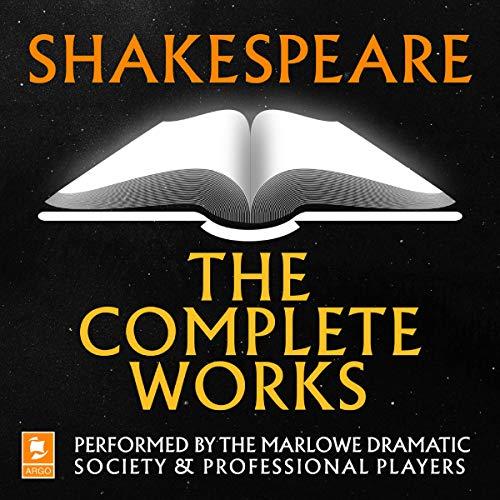 SHAKESPEARE
THE
COMPLETE
WORKS
PERFORMED BY THE MARLOWE DRAMATIC
SOCIETY & PROFESSIONAL PLAYERS
ARGO